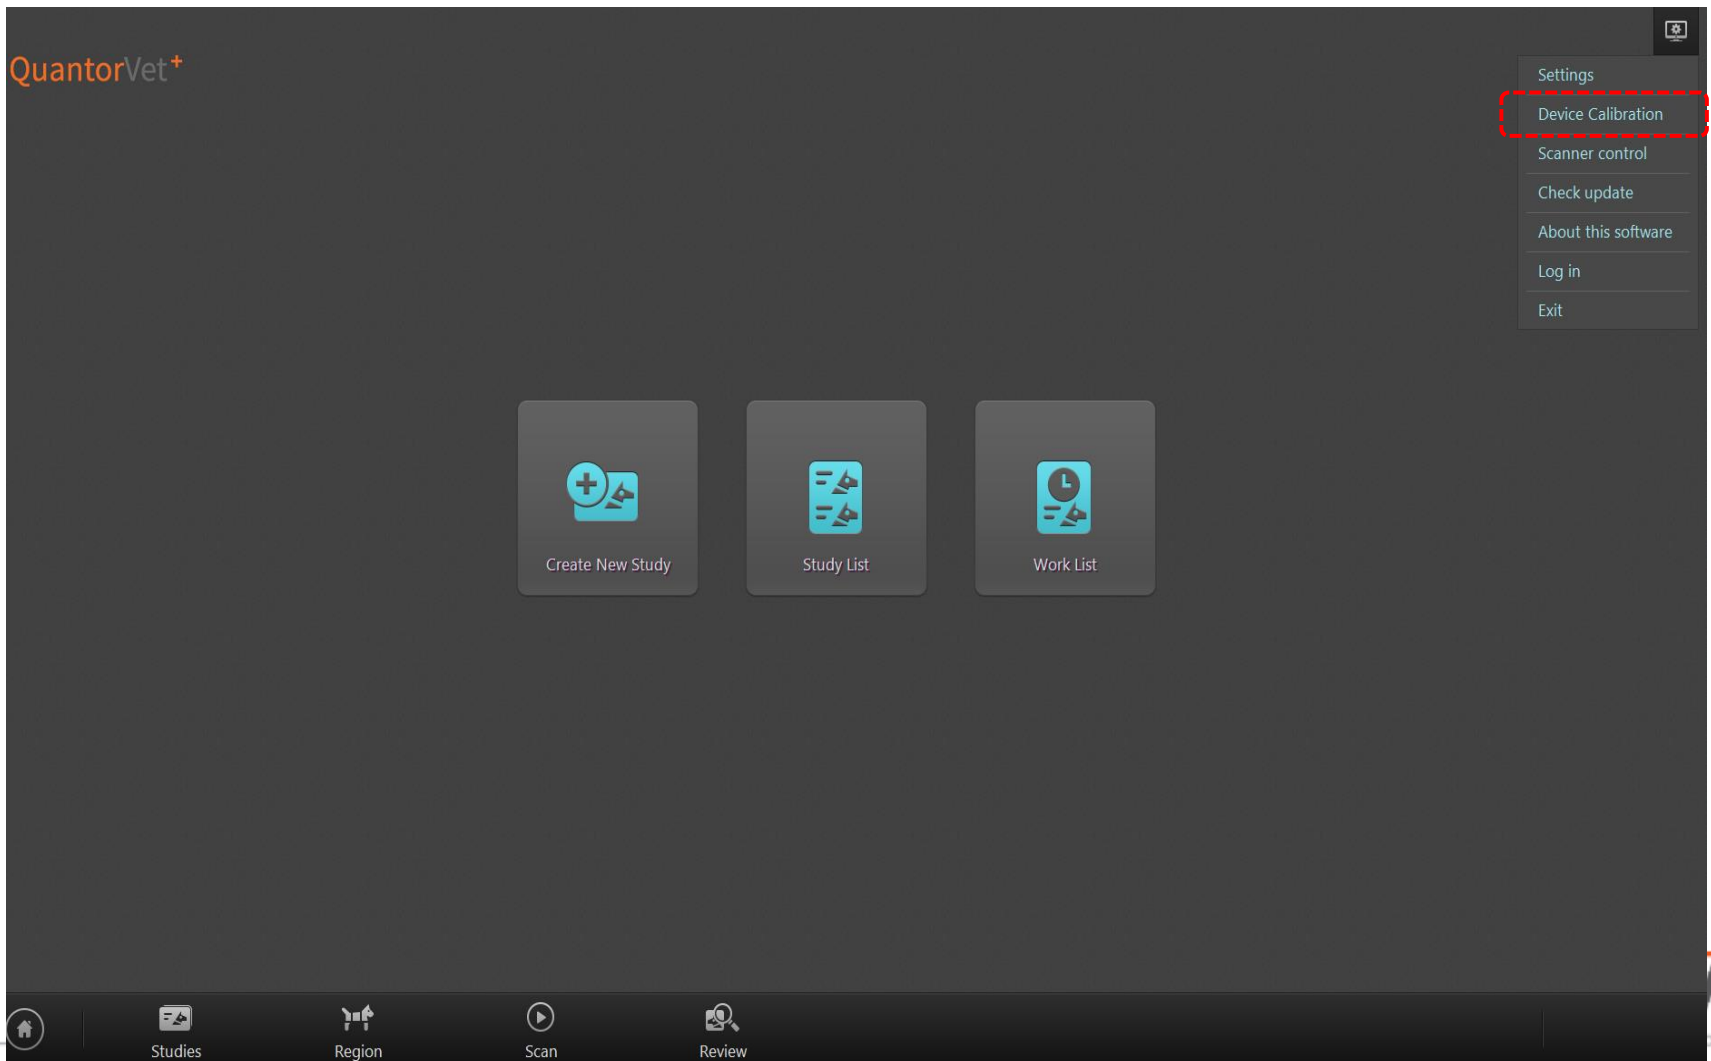 QuantorVet+
Settings
Device Calibration
Scanner control
Check update
About this software
Log in
Exit
Create New Study
Study List
Work List
Studies
Region
Scan
Review